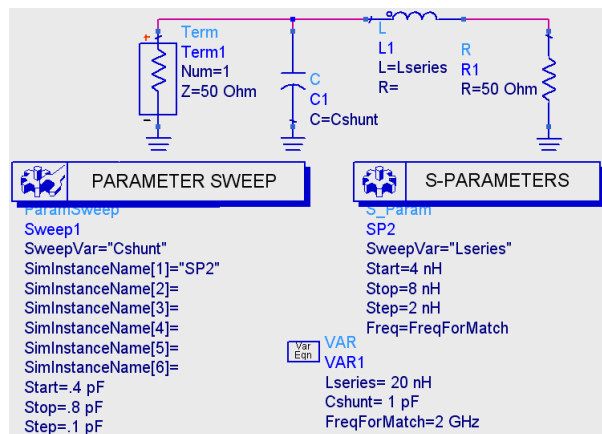 Term
Term1
Num=1
Z=50 Ohm
C
C1
C=Cshunt
L
L1
L=Lseries
R=
R
R1
R=50 Ohm
PARAMETER SWEEP
ParamSweep
Sweep1
SweepVar="Cshunt"
SimInstanceName[1]="SP2"
SimInstanceName[2]=
SimInstanceName[3]=
SimInstanceName[4]=
SimInstanceName[5]=
SimInstanceName[6]=
Start=.4 pF
Stop=.8 pF
Step=.1 pF
S-PARAMETERS
S_Param
SP2
SweepVar="Lseries"
Start=4 nH
Stop=8 nH
Step=2 nH
Freq=FreqForMatch
Var
Eqn
VAR
VAR1
Lseries= 20 nH
Cshunt= 1 pF
FreqForMatch=2 GHz